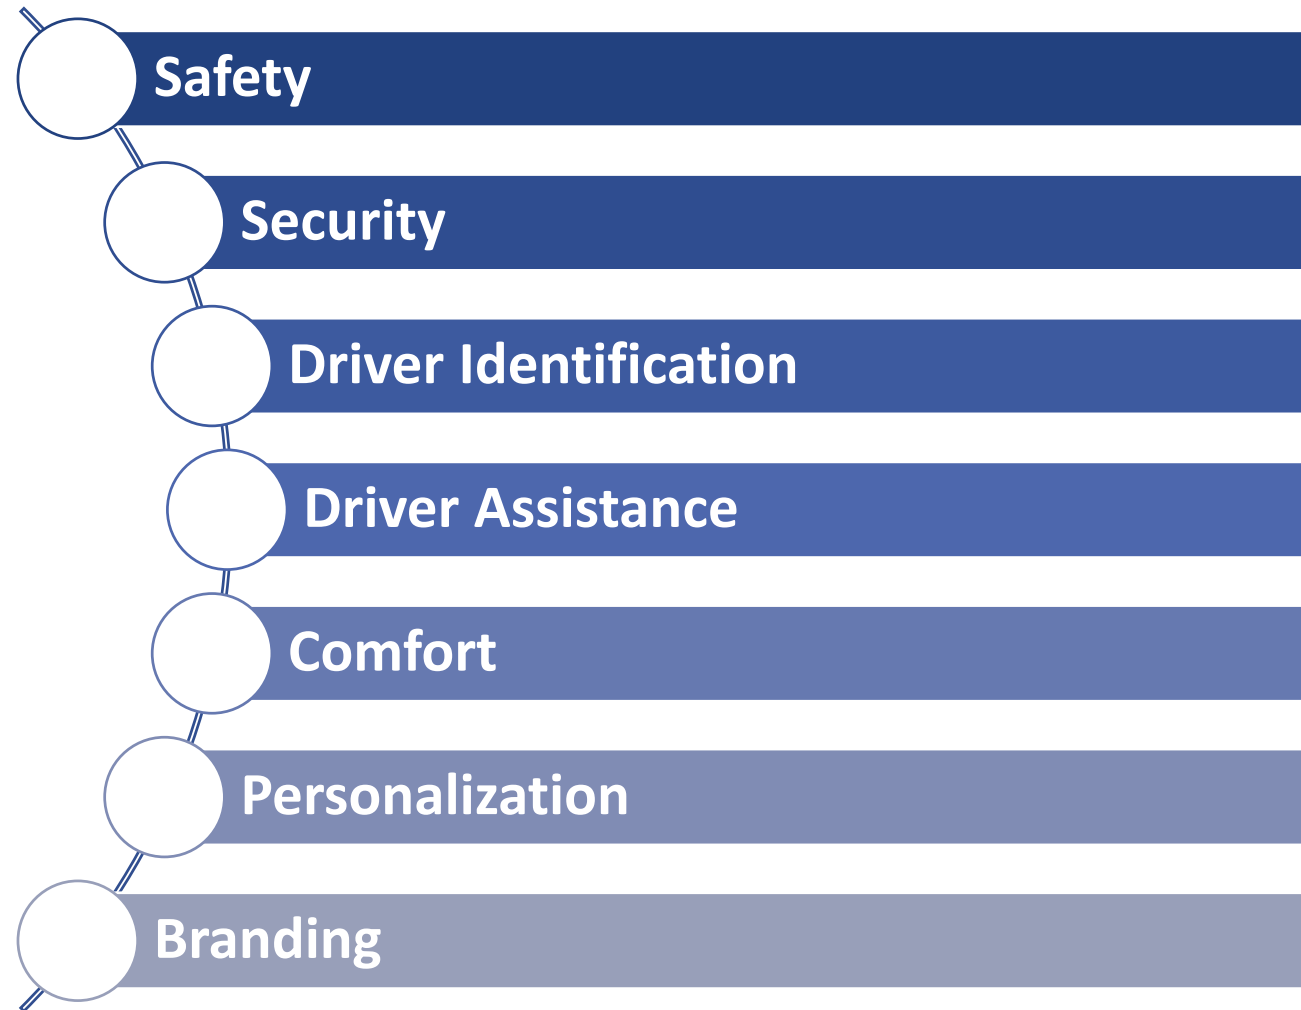 Safety
Security
Driver Identification
Driver Assistance
Comfort
Personalization
Branding